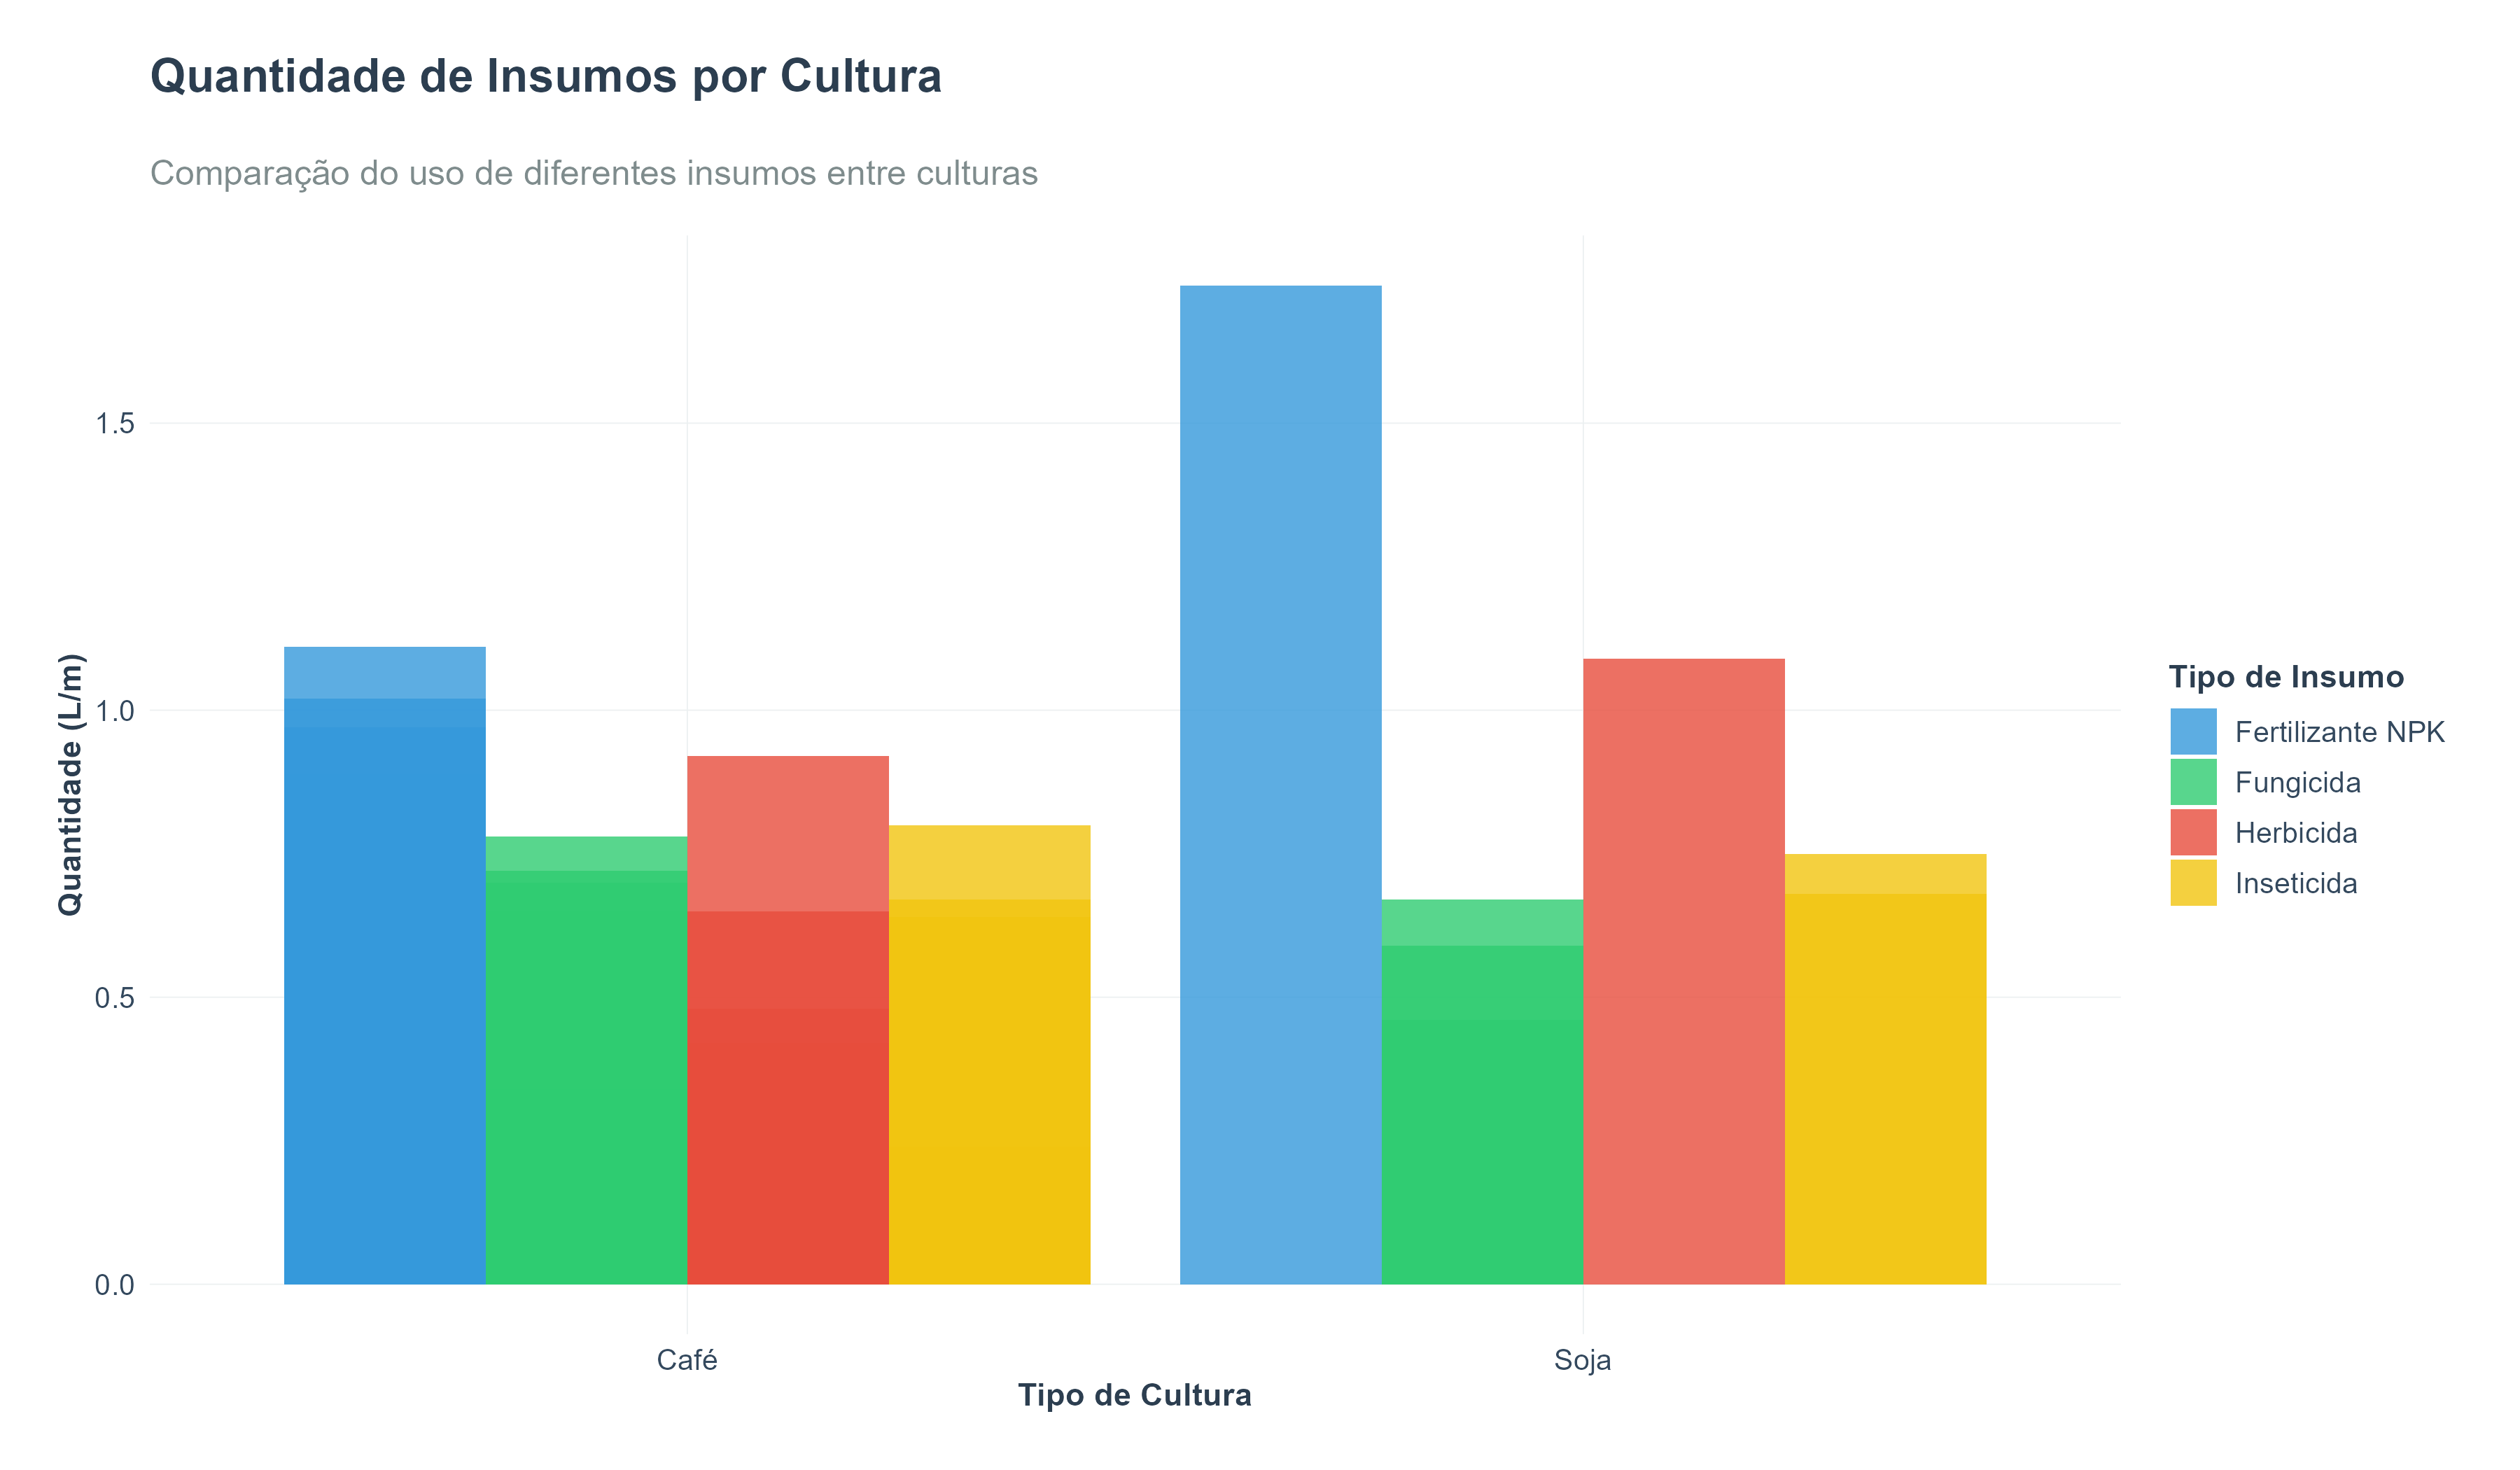 Quantidade de Insumos por Cultura
Comparação do uso de diferentes insumos entre culturas
Quantidade (L/m)
1.5
1.0
0.5
0.0
Café
Soja
Tipo de Cultura
Tipo de Insumo
Fertilizante NPK
Fungicida
Herbicida
Inseticida